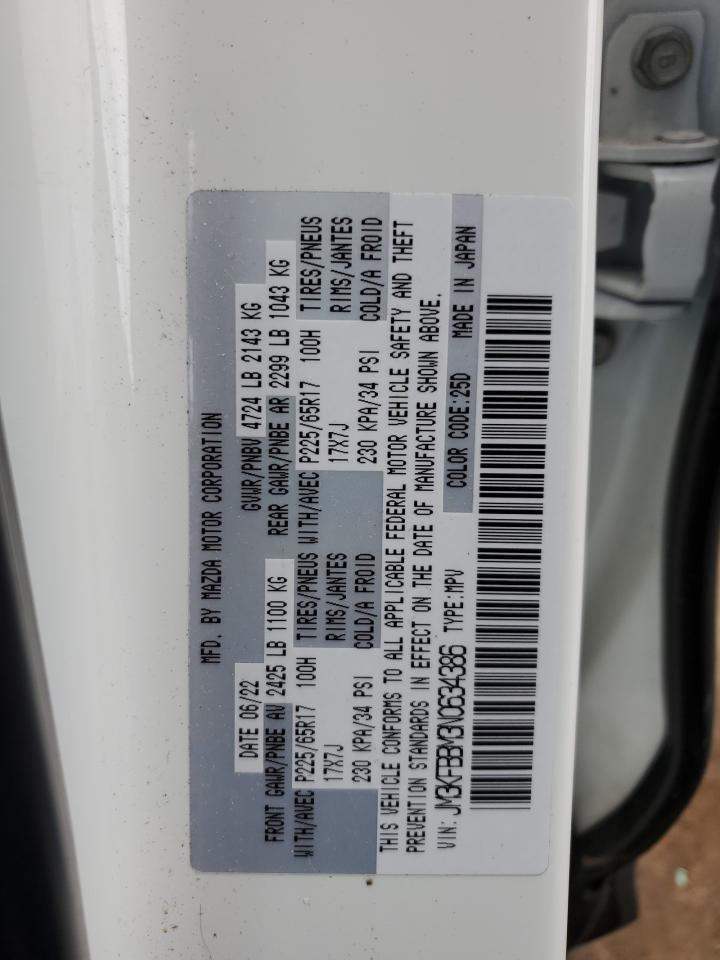 MFD. BY MAZDA MOTOR CORPORATION
DATE 06/22 GVWR/PNBV 4724 LB 2143 KG
FRONT GAWR/PNBE AV 2425 LB 1100 KG REAR GAWR/PNBE AR 2299 LB 1043 KG
WITH/AVEC P225/65R17 100H TIRES/PNEUS WITH/AVEC P225/65R17 100H TIRES/PNEUS
17X7J RIMS/JANTES 17X7J RIMS/JANTES
230 KPA/34 PSI COLD/A FROID 230 KPA/34 PSI COLD/A FROID
THIS VEHICLE CONFORMS TO ALL APPLICABLE FEDERAL MOTOR VEHICLE SAFETY AND THEFT
PREVENTION STANDARDS IN EFFECT ON THE DATE OF MANUFACTURE SHOWN ABOVE.
VIN: JM3KFBBM3N0634386 TYPE:MPV COLOR CODE:25D MADE IN JAPAN